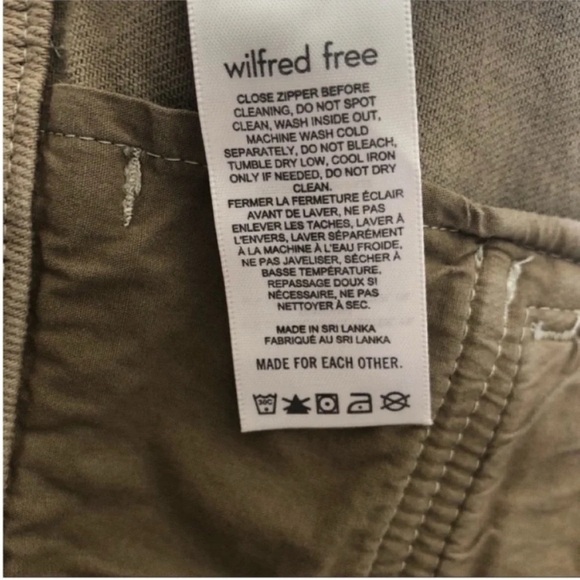 wilfred free
CLOSE ZIPPER BEFORE
CLEANING, DO NOT SPOT
CLEAN, WASH INSIDE OUT,
MACHINE WASH COLD
SEPARATELY, DO NOT BLEACH,
TUMBLE DRY LOW, COOL IRON
ONLY IF NEEDED, DO NOT DRY
CLEAN.
FERMER LA FERMETURE ÉCLAIR
AVANT DE LAVER, NE PAS
ENLEVER LES TACHES, LAVER À
L'ENVERS, LAVER SÉPARÉMENT
À LA MACHINE À L'EAU FROIDE,
NE PAS JAVELISER, SÉCHER À
BASSE TEMPÉRATURE,
REPASSAGE DOUX SI
NÉCESSAIRE, NE PAS
NETTOYER À SEC.
MADE IN SRI LANKA
FABRIQUÉ AU SRI LANKA
MADE FOR EACH OTHER.
30C